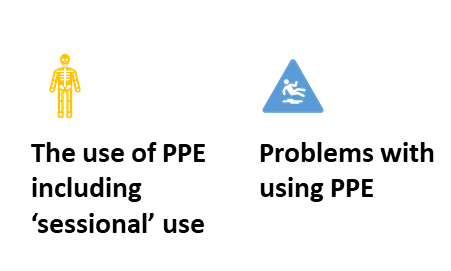 The use of PPE
including
‘sessional’ use
Problems with
using PPE